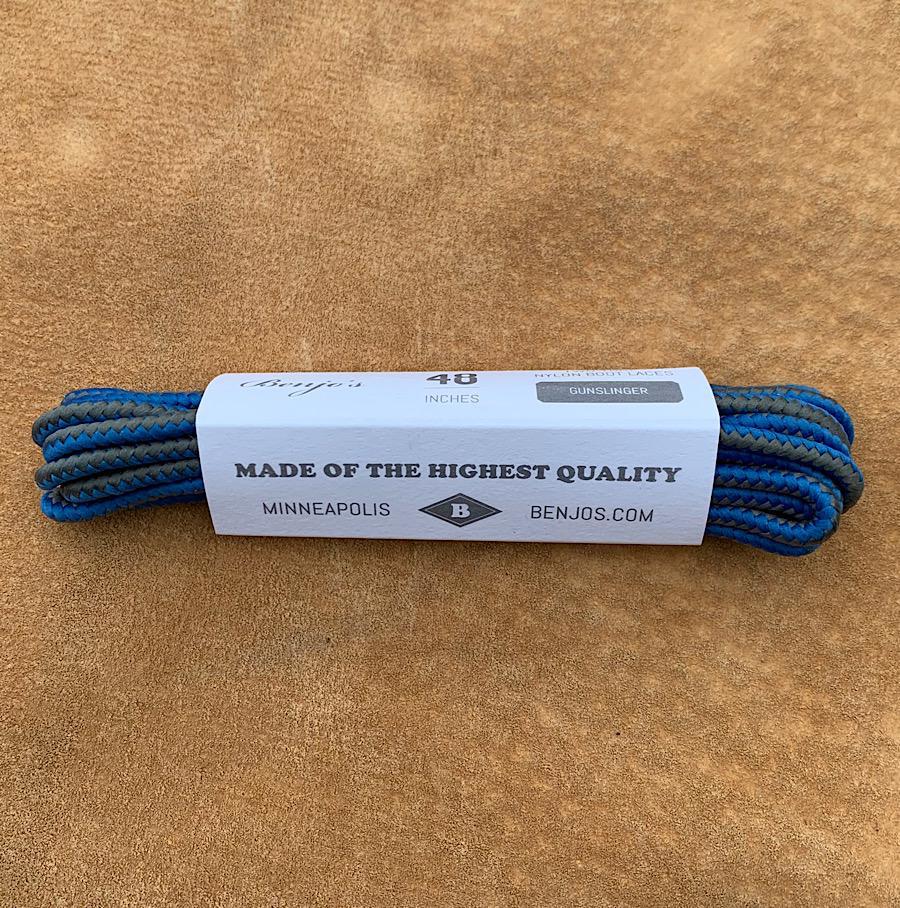 Benjo's
48
INCHES
NYLON BOOT LACES
GUNSLINGER
MADE OF THE HIGHEST QUALITY
MINNEAPOLIS B BENJOS.COM